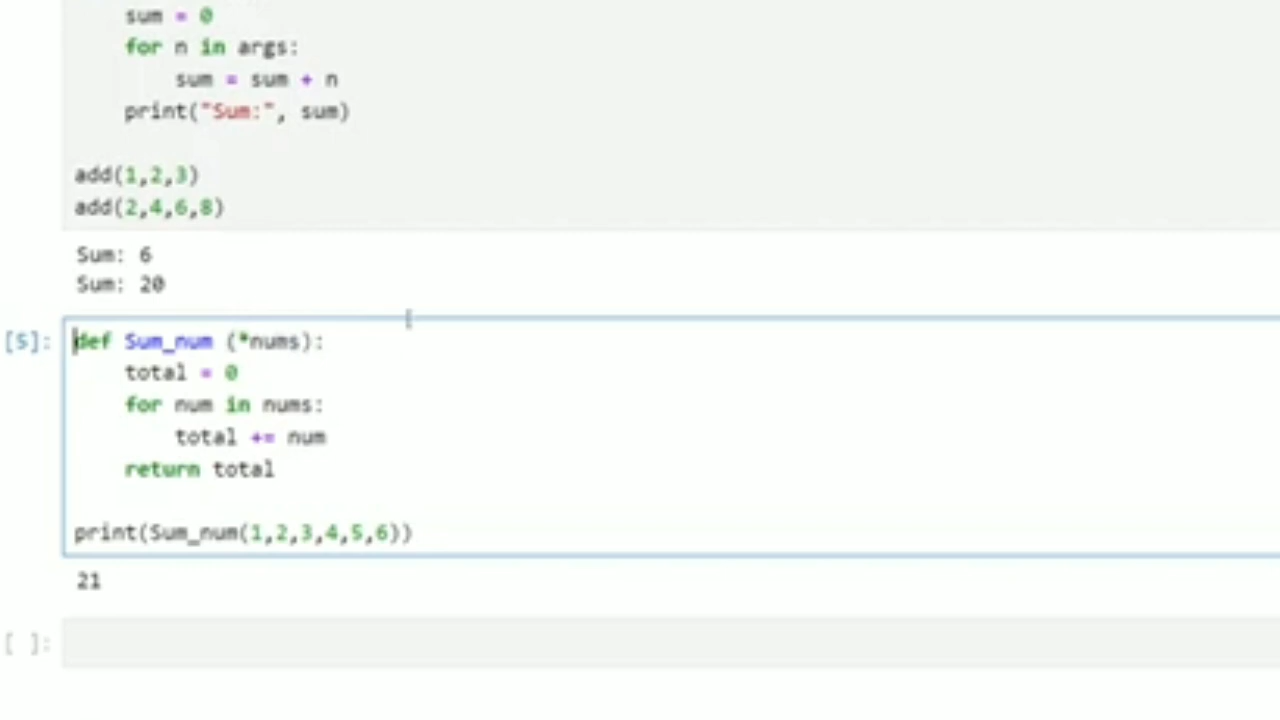 sum = 0
    for n in args:
        sum = sum + n
    print("Sum:", sum)

add(1,2,3)
add(2,4,6,8)
Sum: 6
Sum: 20
[5]: def Sum_num (*nums):
    total = 0
    for num in nums:
        total += num
    return total

print(Sum_num(1,2,3,4,5,6))
21
[ ]: